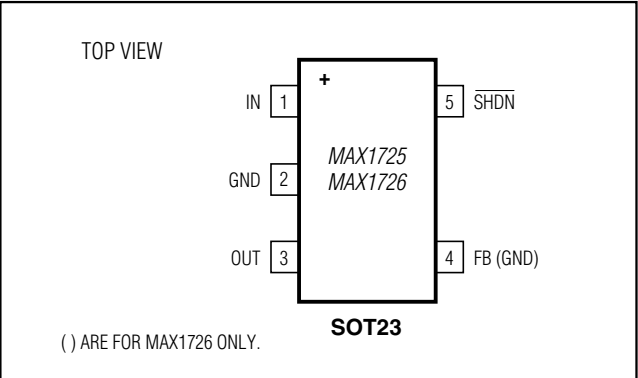 TOP VIEW
+
IN 1
5 SHDN
MAX1725
MAX1726
GND 2
OUT 3
4 FB (GND)
SOT23
( ) ARE FOR MAX1726 ONLY.